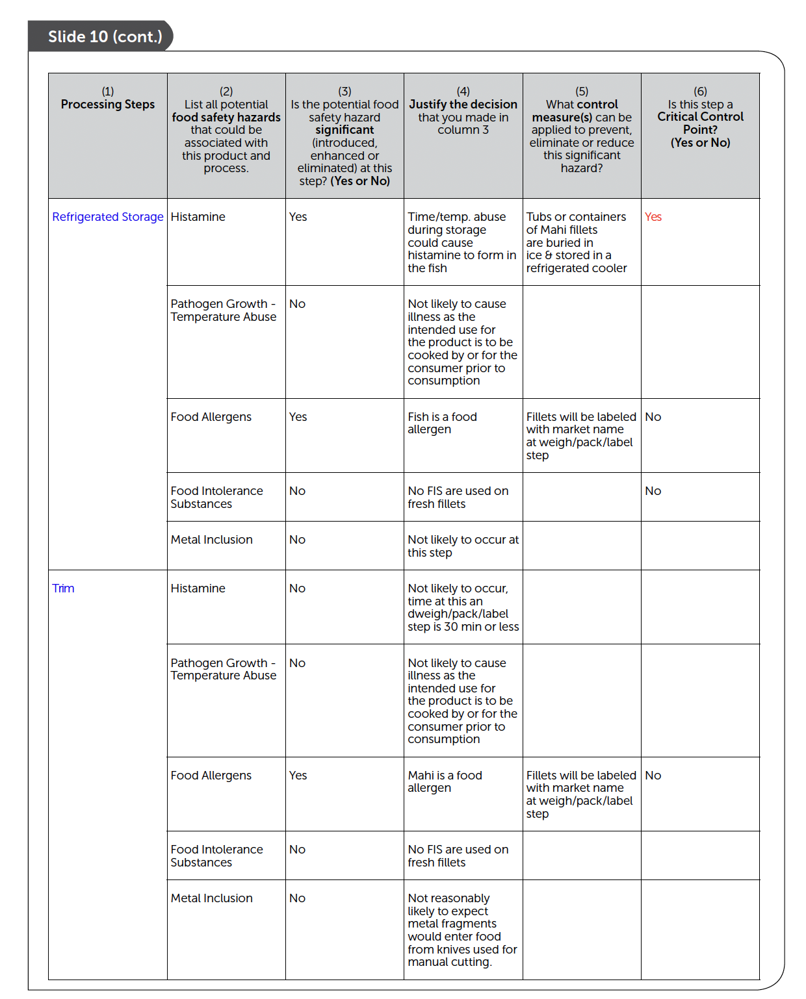 Slide 10 (cont.)
(1)
Processing Steps
(2)
List all potential
food safety hazards
that could be
associated with
this product and
process.
(3)
Is the potential food
safety hazard
significant
(introduced,
enhanced or
eliminated) at this
step? (Yes or No)
(4)
Justify the decision
that you made in
column 3
(5)
What control
measure(s) can be
applied to prevent,
eliminate or reduce
this significant
hazard?
(6)
Is this step a
Critical Control
Point?
(Yes or No)
Refrigerated Storage
Histamine
Yes
Time/temp. abuse
during storage
could cause
histamine to form in
the fish
Tubs or containers
of Mahi fillets
are buried in
ice & stored in a
refrigerated cooler
Yes
Pathogen Growth -
Temperature Abuse
No
Not likely to cause
illness as the
intended use for
the product is to be
cooked by or for the
consumer prior to
consumption
Food Allergens
Yes
Fish is a food
allergen
Fillets will be labeled
with market name
at weigh/pack/label
step
No
Food Intolerance
Substances
No
No FIS are used on
fresh fillets
No
Metal Inclusion
No
Not likely to occur at
this step
Trim
Histamine
No
Not likely to occur,
time at this an
dweigh/pack/label
step is 30 min or less
Pathogen Growth -
Temperature Abuse
No
Not likely to cause
illness as the
intended use for
the product is to be
cooked by or for the
consumer prior to
consumption
Food Allergens
Yes
Mahi is a food
allergen
Fillets will be labeled
with market name
at weigh/pack/label
step
No
Food Intolerance
Substances
No
No FIS are used on
fresh fillets
Metal Inclusion
No
Not reasonably
likely to expect
metal fragments
would enter food
from knives used for
manual cutting.